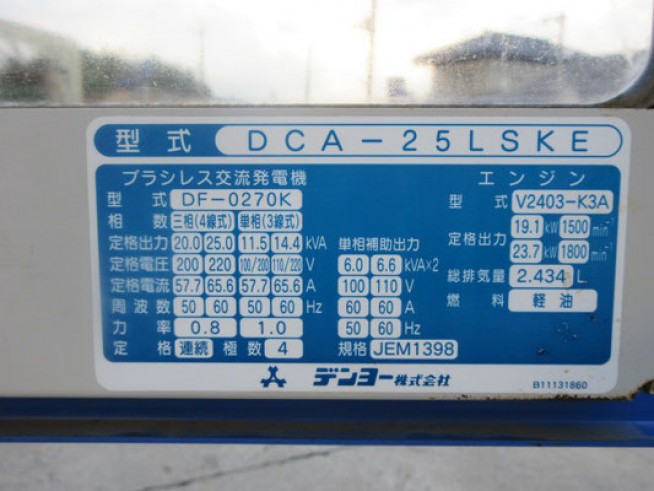 型式 DCA-25LSKE
ブラシレス交流発電機
型式 DF-0270K
相数 三相(4線式) 単相(3線式)
定格出力 20.0 25.0 11.5 14.4 kVA
定格電圧 200 220 100/200 110/220 V
定格電流 57.7 65.6 57.7 65.6 A
周波数 50 60 50 60 Hz
力率 0.8 1.0
定格 連続 極数 4
単相補助出力
6.0 6.6 kVA×2
100 110 V
60 60 A
50 60 Hz
規格 JEM1398
エンジン
型式 V2403-K3A
定格出力 19.1 kW 1500 min⁻¹
23.7 kW 1800 min⁻¹
総排気量 2.434 L
燃料 軽油
デンヨー株式会社
B11131860